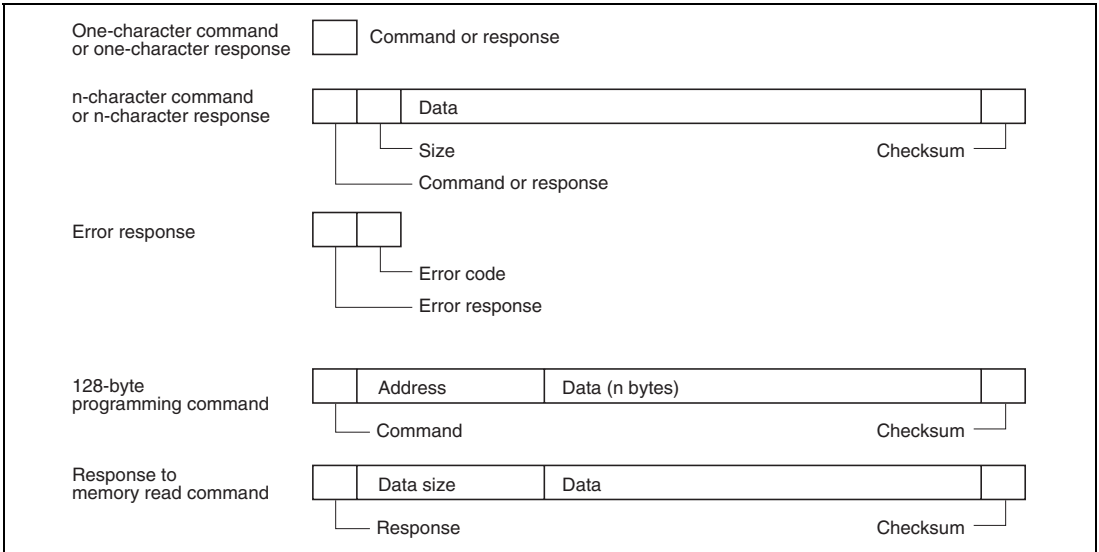 One-character command
or one-character response
Command or response
n-character command
or n-character response
Data
Size
Checksum
Command or response
Error response
Error code
Error response
128-byte
programming command
Address
Data (n bytes)
Command
Checksum
Response to
memory read command
Data size
Data
Response
Checksum